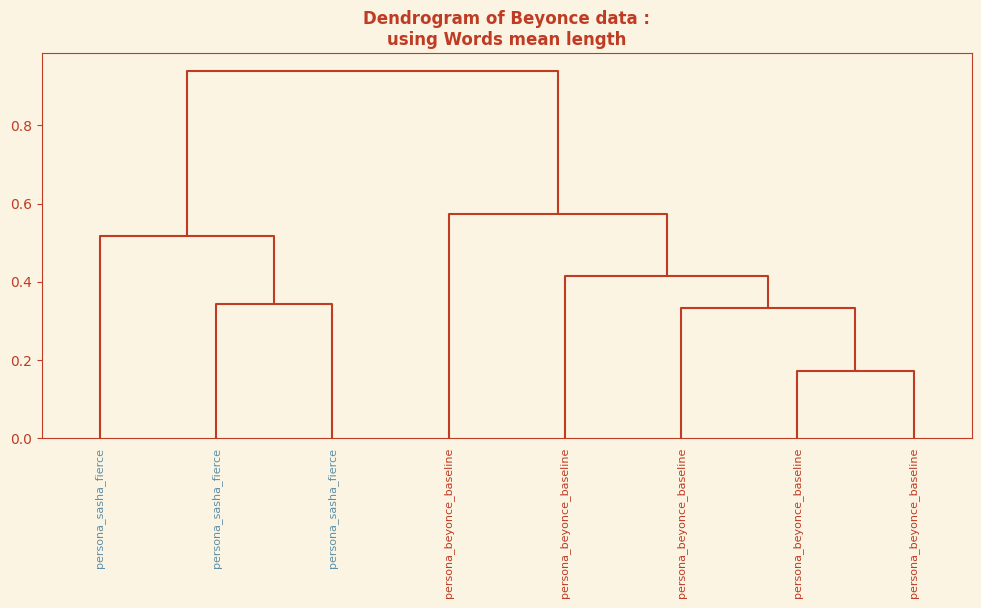 Dendrogram of Beyonce data :
using Words mean length
0.8
0.6
0.4
0.2
0.0
persona_sasha_fierce
persona_sasha_fierce
persona_sasha_fierce
persona_beyonce_baseline
persona_beyonce_baseline
persona_beyonce_baseline
persona_beyonce_baseline
persona_beyonce_baseline